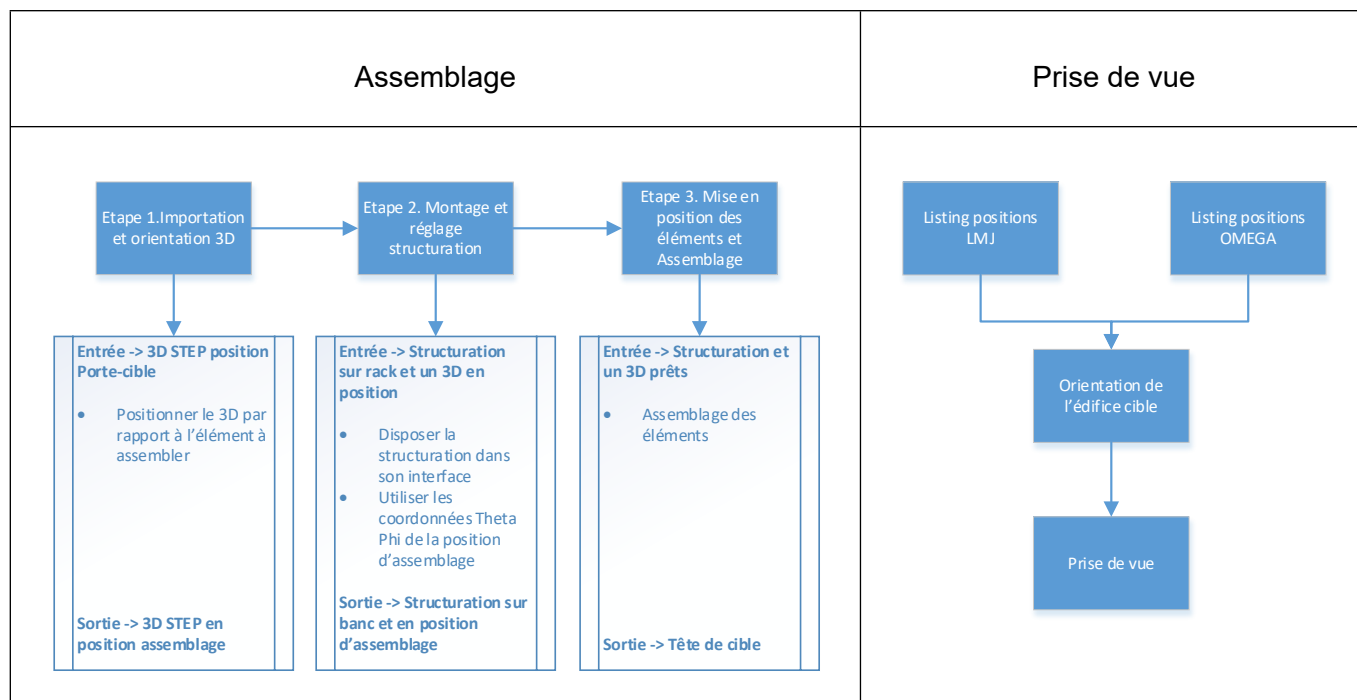 Assemblage
Prise de vue
Etape 1.Importation
et orientation 3D
Etape 2. Montage et
réglage
structuration
Etape 3. Mise en
position des
éléments et
Assemblage
Entrée -> 3D STEP position
Porte-cible
• Positionner le 3D par
rapport à l’élément à
assembler
Sortie -> 3D STEP en
position assemblage
Entrée -> Structuration
sur rack et un 3D en
position
• Disposer la
structuration dans
son interface
• Utiliser les
coordonnées Theta
Phi de la position
d’assemblage
Sortie -> Structuration sur
banc et en position
d’assemblage
Entrée -> Structuration et
un 3D prêts
• Assemblage des
éléments
Sortie -> Tête de cible
Listing positions
LMJ
Listing positions
OMEGA
Orientation de
l’édifice cible
Prise de vue